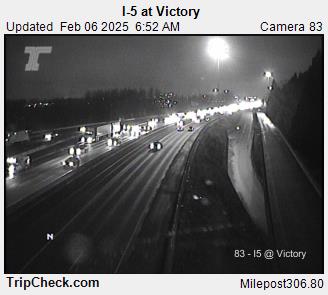 I-5 at Victory
Updated  Feb 06 2025  6:52 AM
Camera 83
T
N
83 - I5 @ Victory
TripCheck.com
Milepost306.80